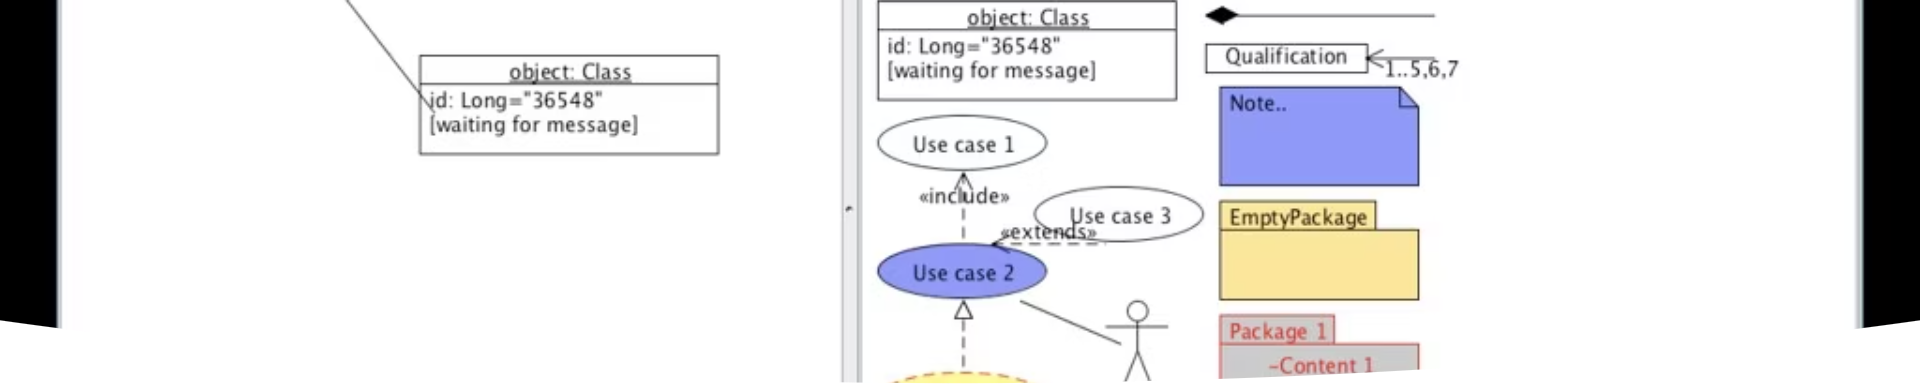 object: Class
id: Long="36548"
[waiting for message]
object: Class
id: Long="36548"
[waiting for message]
Qualification
1..5,6,7
Note..
Use case 1
«include»
Use case 3
«extends»
EmptyPackage
Use case 2
Package 1
~Content 1